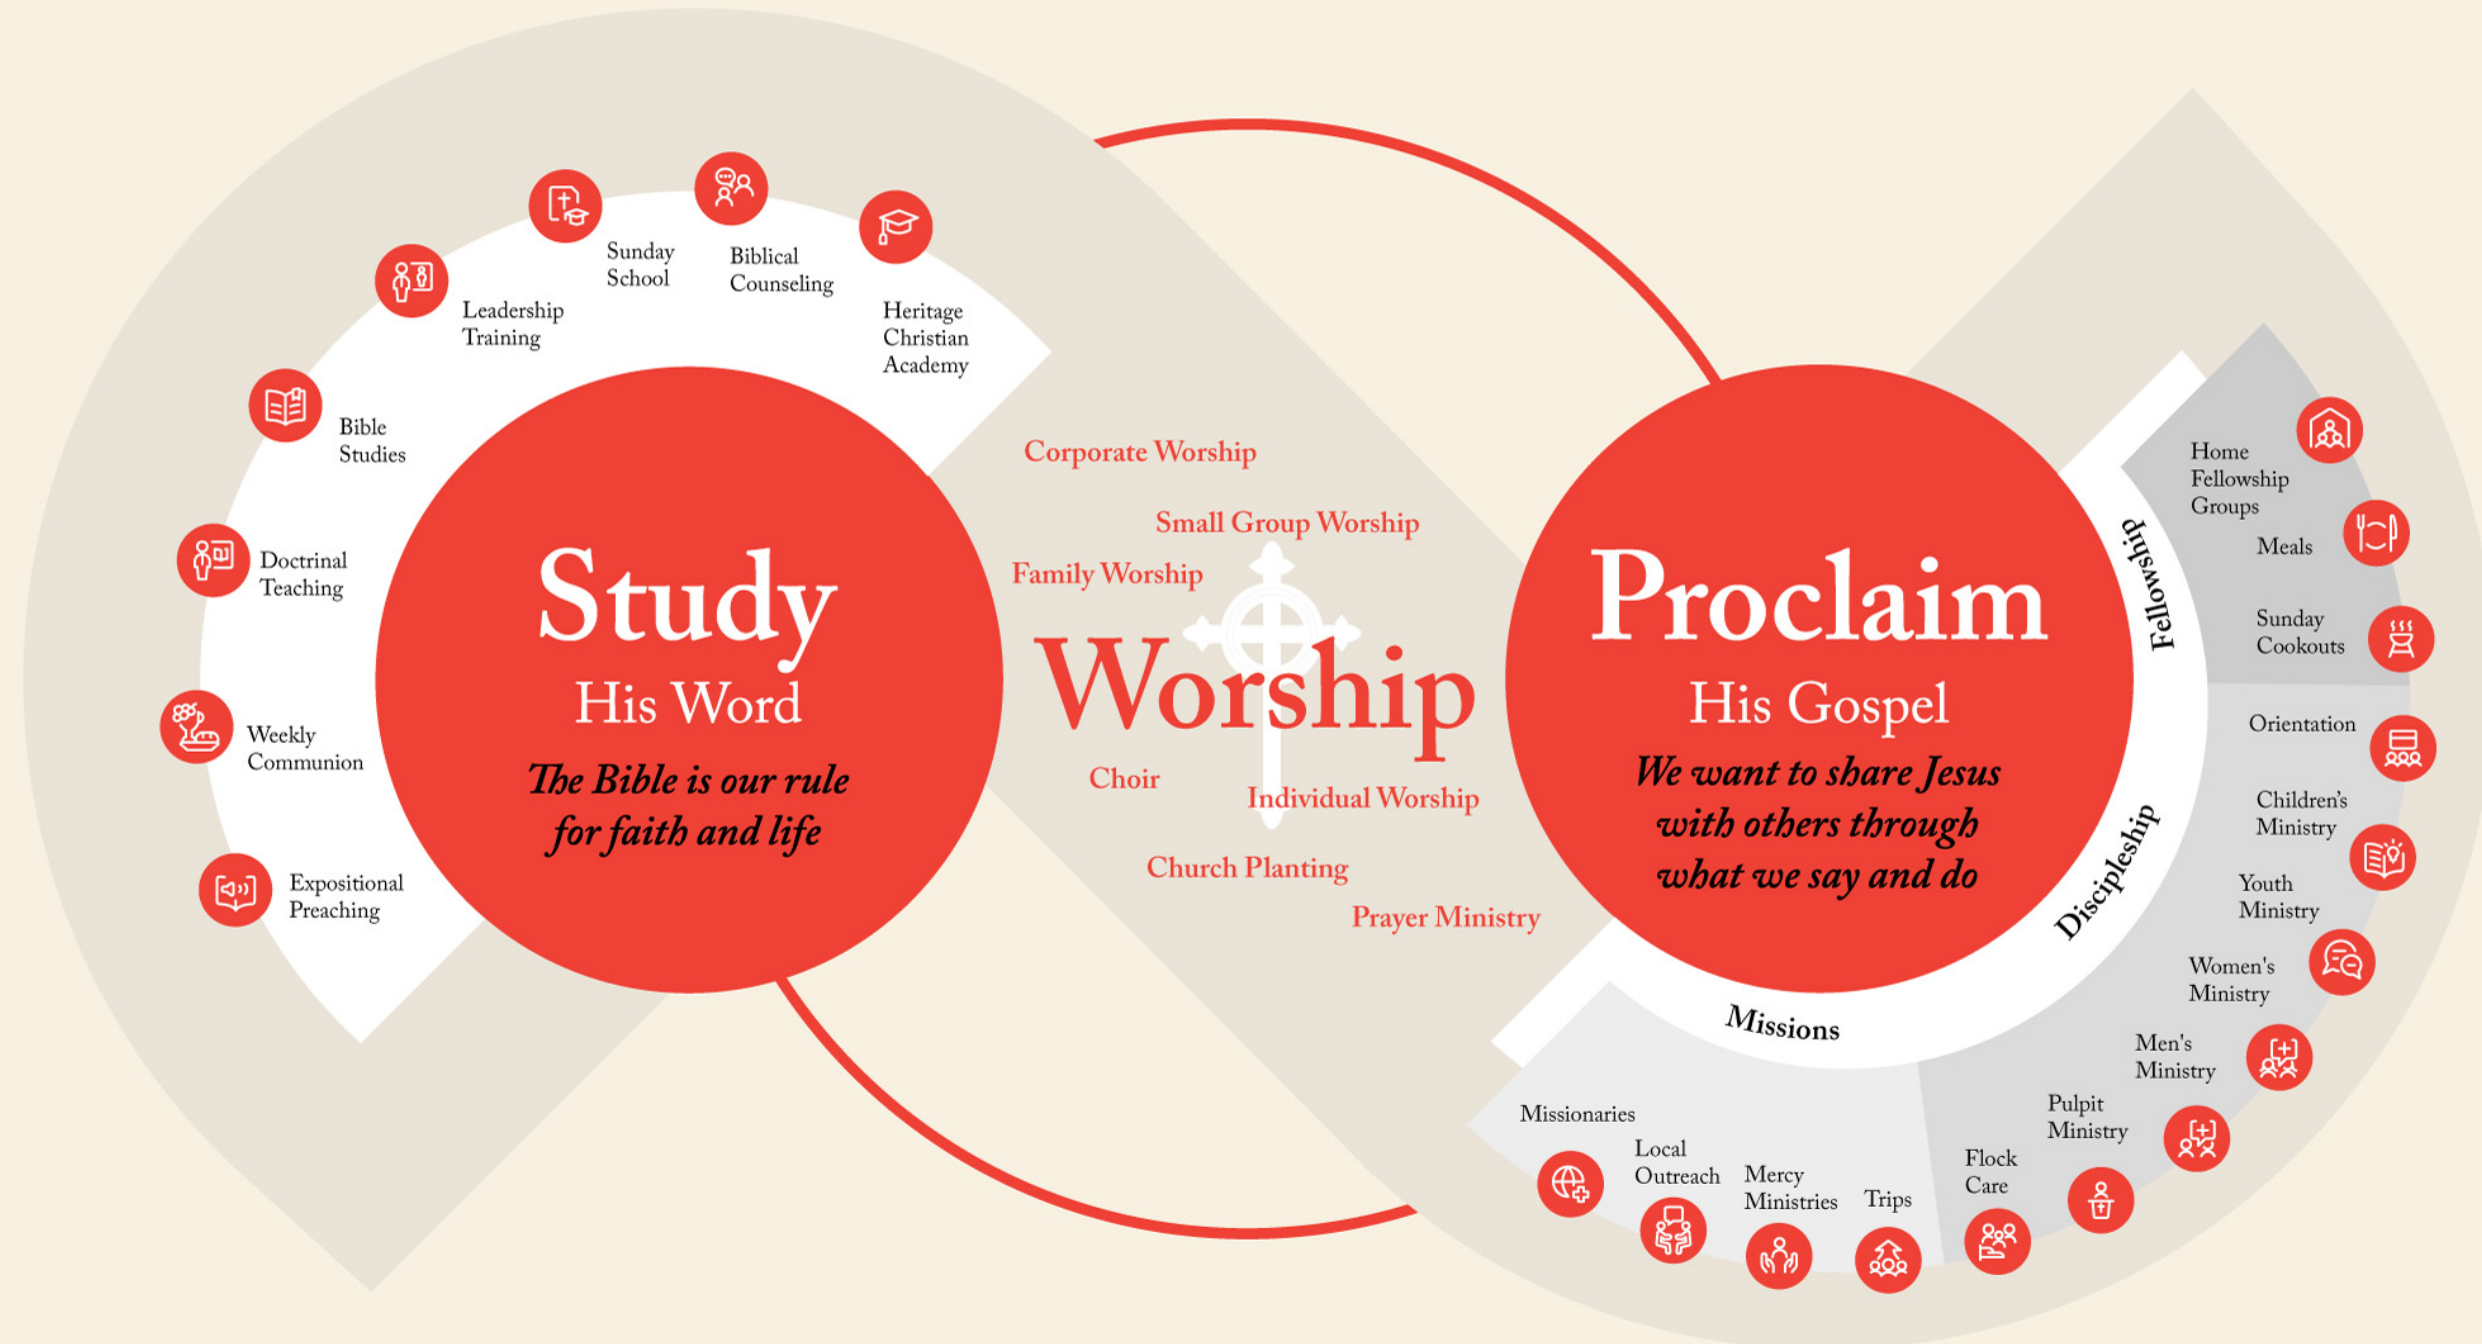 Sunday
School
Biblical
Counseling
Heritage
Christian
Academy
Leadership
Training
Bible
Studies
Doctrinal
Teaching
Weekly
Communion
Expositional
Preaching
Study
His Word
The Bible is our rule
for faith and life
Corporate Worship
Small Group Worship
Family Worship
Worship
Choir
Individual Worship
Church Planting
Prayer Ministry
Proclaim
His Gospel
We want to share Jesus
with others through
what we say and do
Fellowship
Home
Fellowship
Groups
Meals
Sunday
Cookouts
Discipleship
Orientation
Children's
Ministry
Youth
Ministry
Women's
Ministry
Men's
Ministry
Pulpit
Ministry
Flock
Care
Missions
Missionaries
Local
Outreach
Mercy
Ministries
Trips